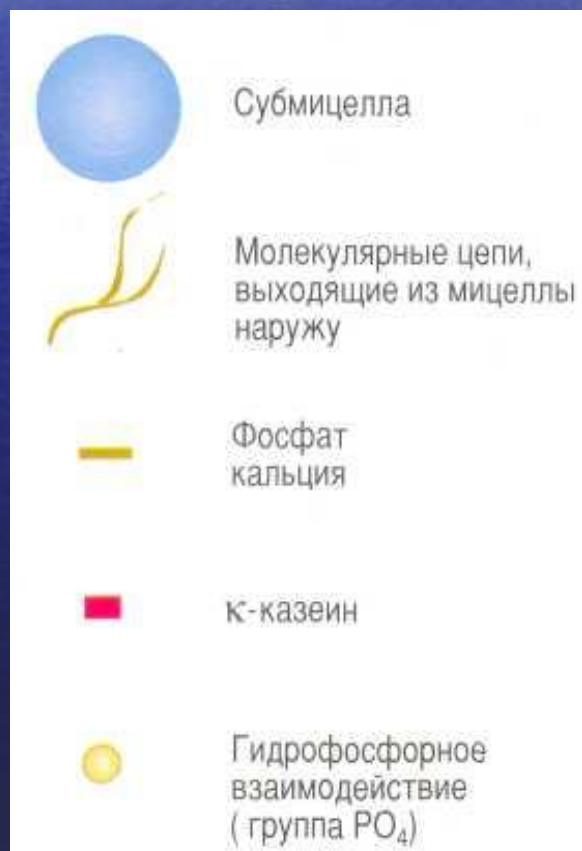 Субмицелла
Молекулярные цепи,
выходящие из мицеллы
наружу
Фосфат
кальция
κ-казеин
Гидрофосфорное
взаимодействие
( группа PO₄)